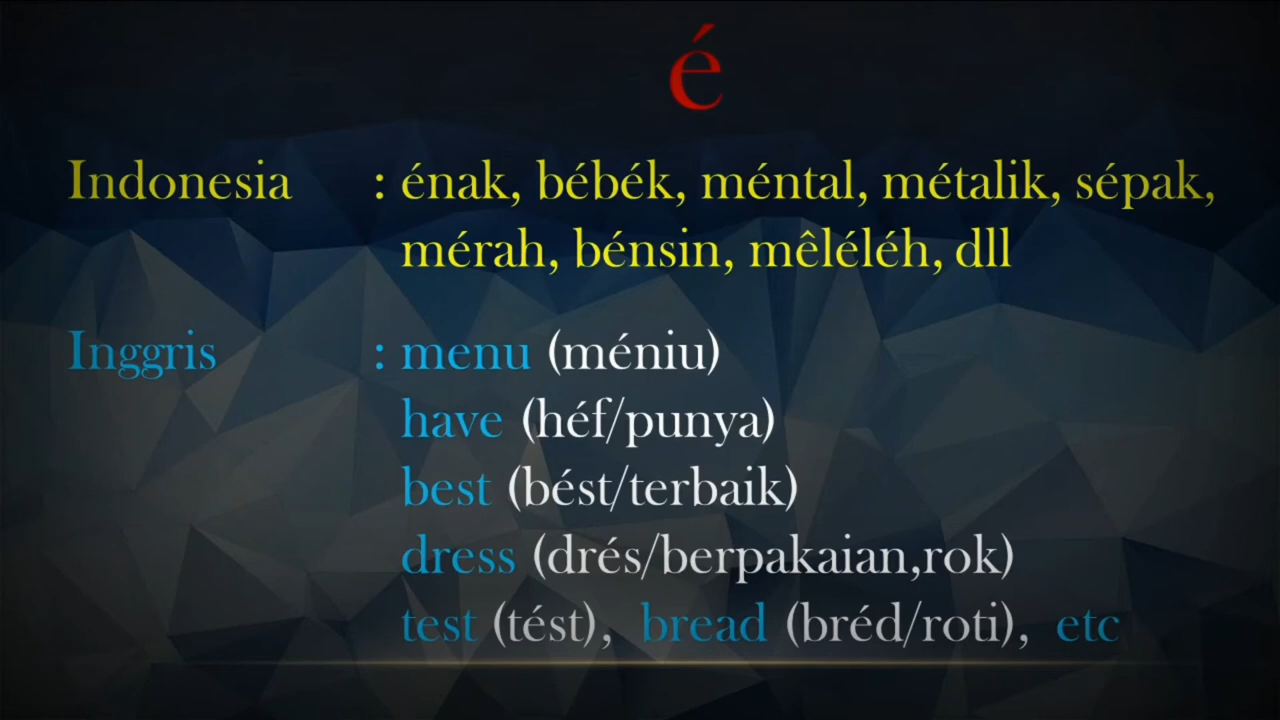 é
Indonesia : énak, bébék, méntal, métalik, sépak,
mérah, bénsin, mêléléh, dll
Inggris : menu (méniu)
have (héf/punya)
best (bést/terbaik)
dress (drés/berpakaian,rok)
test (tést), bread (bréd/roti), etc